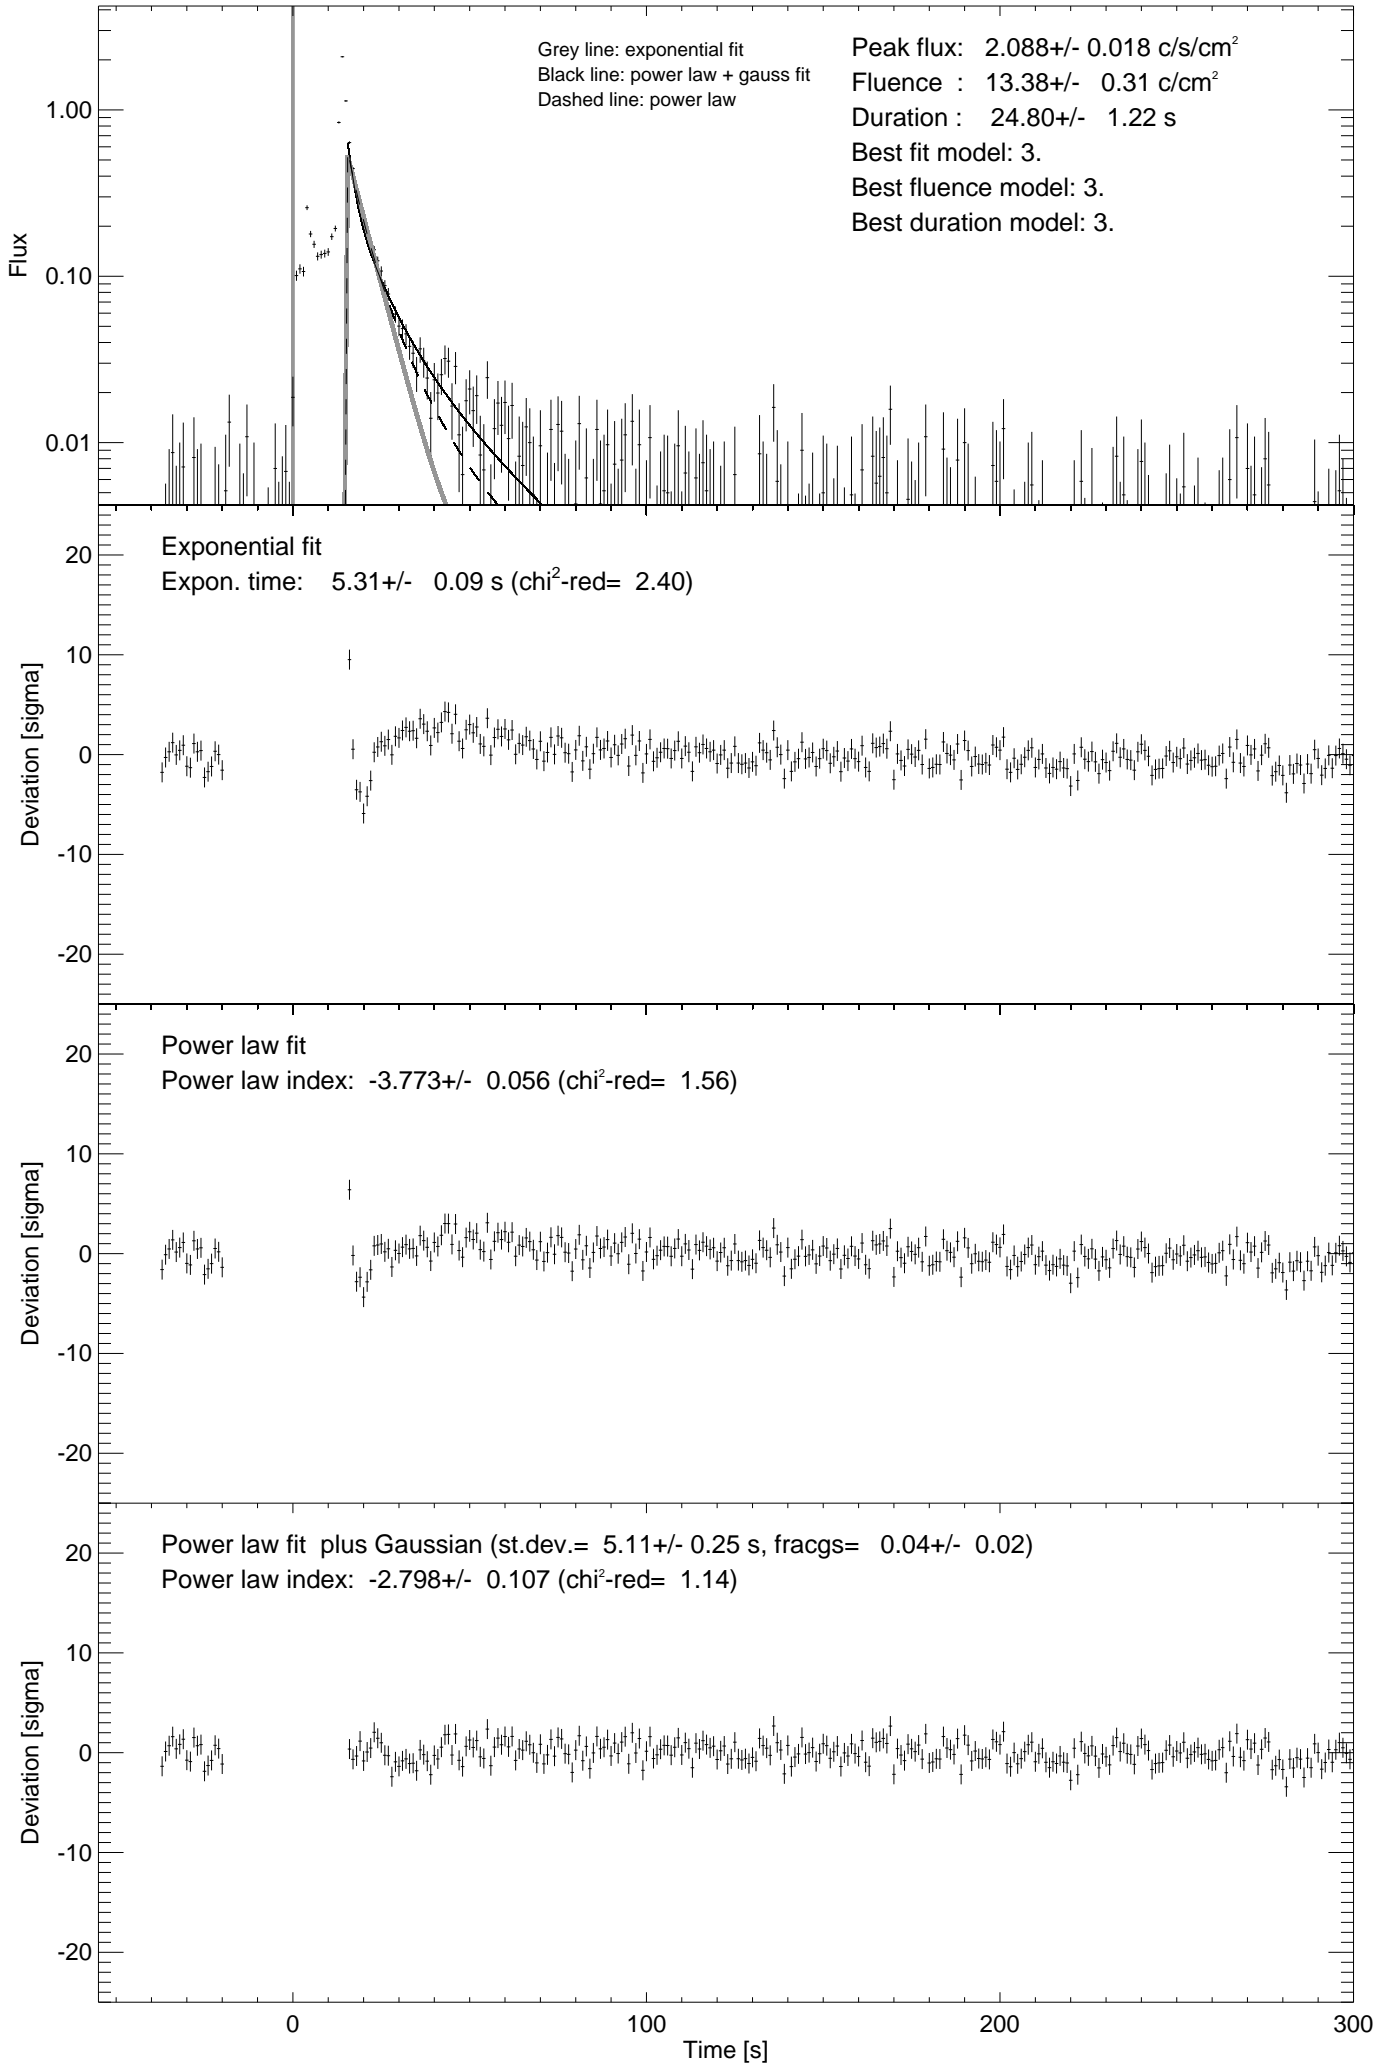 Grey line: exponential fit
Black line: power law + gauss fit
Dashed line: power law
Peak flux: 2.088+/- 0.018 c/s/cm²
Fluence : 13.38+/- 0.31 c/cm²
Duration : 24.80+/- 1.22 s
Best fit model: 3.
Best fluence model: 3.
Best duration model: 3.
Flux
1.00
0.10
0.01
Exponential fit
Expon. time: 5.31+/- 0.09 s (chi²-red= 2.40)
Deviation [sigma]
20
10
0
-10
-20
Power law fit
Power law index: -3.773+/- 0.056 (chi²-red= 1.56)
Deviation [sigma]
20
10
0
-10
-20
Power law fit plus Gaussian (st.dev.= 5.11+/- 0.25 s, fracgs= 0.04+/- 0.02)
Power law index: -2.798+/- 0.107 (chi²-red= 1.14)
Deviation [sigma]
20
10
0
-10
-20
0 100 200 300
Time [s]